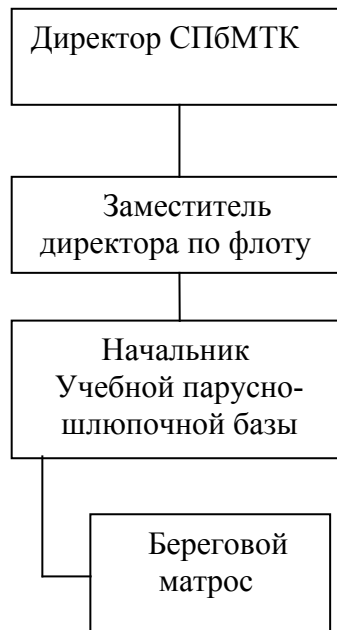 Директор СПбМТК
Заместитель
директора по флоту
Начальник
Учебной парусно-
шлюпочной базы
Береговой
матрос